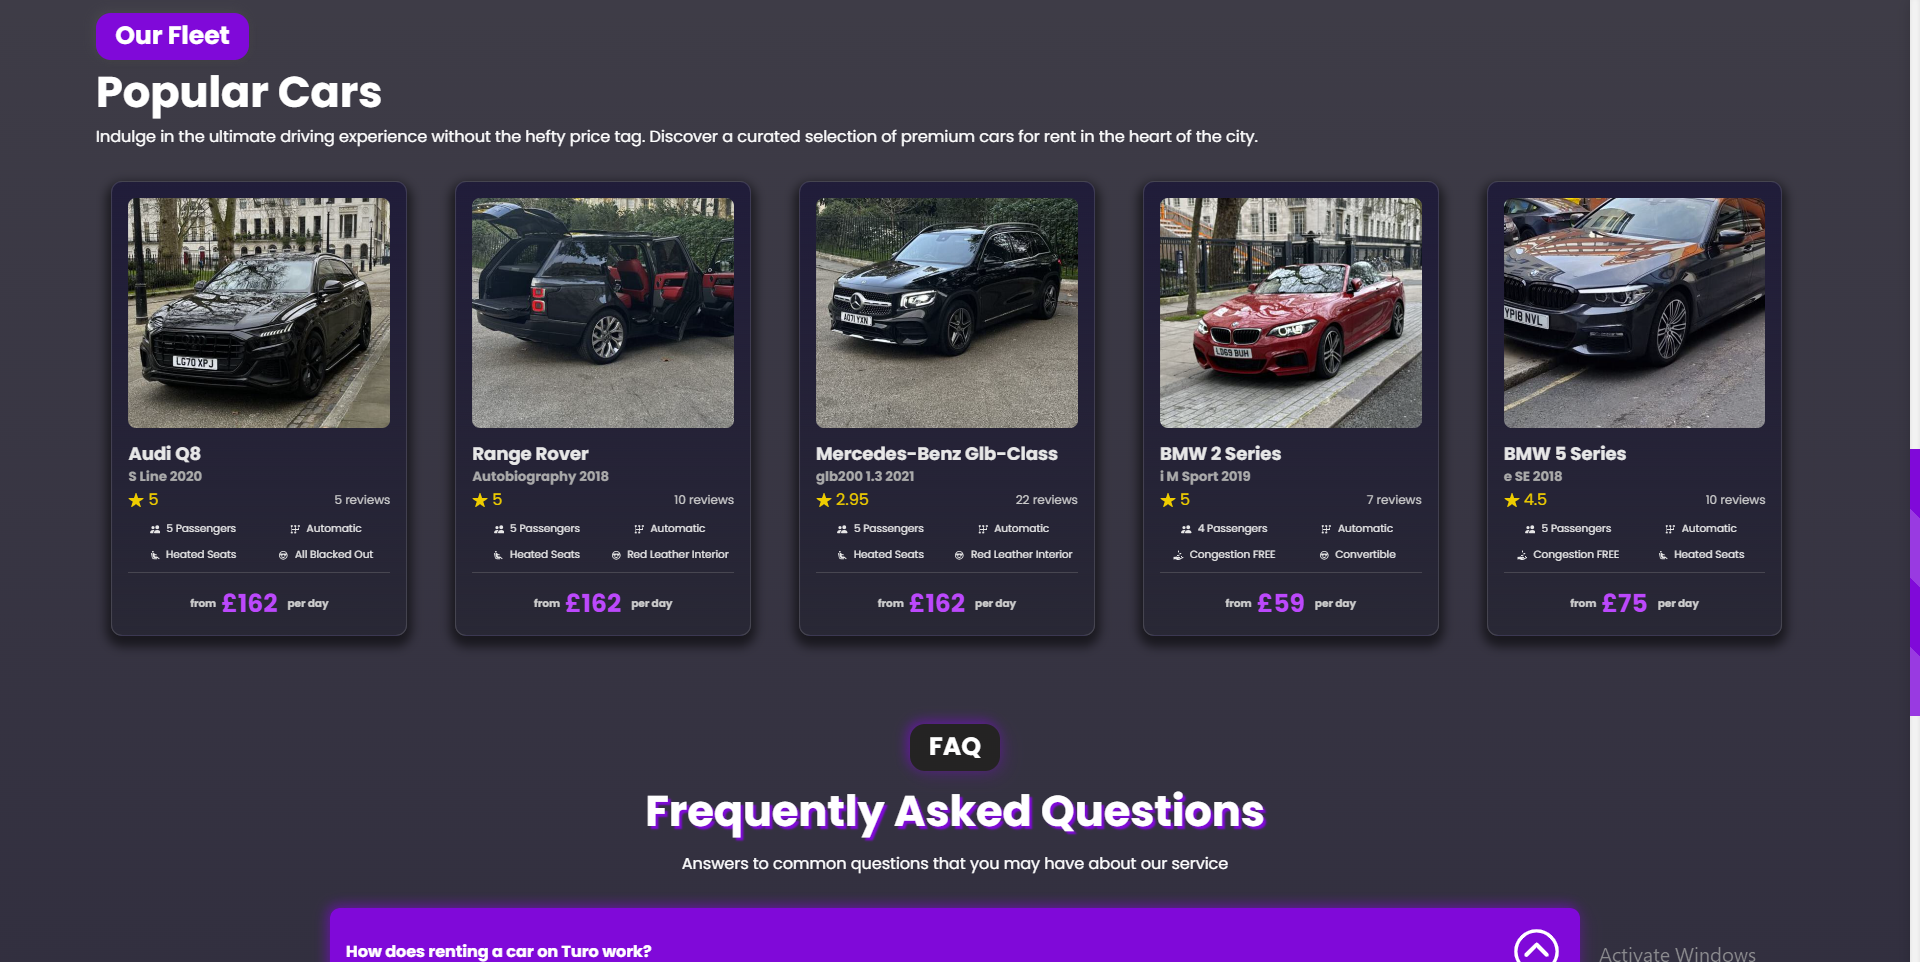 Our Fleet
Popular Cars
Indulge in the ultimate driving experience without the hefty price tag. Discover a curated selection of premium cars for rent in the heart of the city.
LG70 XPJ
Audi Q8
S Line 2020
5
5 reviews
5 Passengers
Automatic
Heated Seats
All Blacked Out
from £162 per day
Range Rover
Autobiography 2018
5
10 reviews
5 Passengers
Automatic
Heated Seats
Red Leather Interior
from £162 per day
AO71 YXN
Mercedes-Benz Glb-Class
glb200 1.3 2021
2.95
22 reviews
5 Passengers
Automatic
Heated Seats
Red Leather Interior
from £162 per day
LD69 BUH
BMW 2 Series
i M Sport 2019
5
7 reviews
4 Passengers
Automatic
Congestion FREE
Convertible
from £59 per day
YP18 NVL
BMW 5 Series
e SE 2018
4.5
10 reviews
5 Passengers
Automatic
Congestion FREE
Heated Seats
from £75 per day
FAQ
Frequently Asked Questions
Answers to common questions that you may have about our service
How does renting a car on Turo work?
Activate Windows